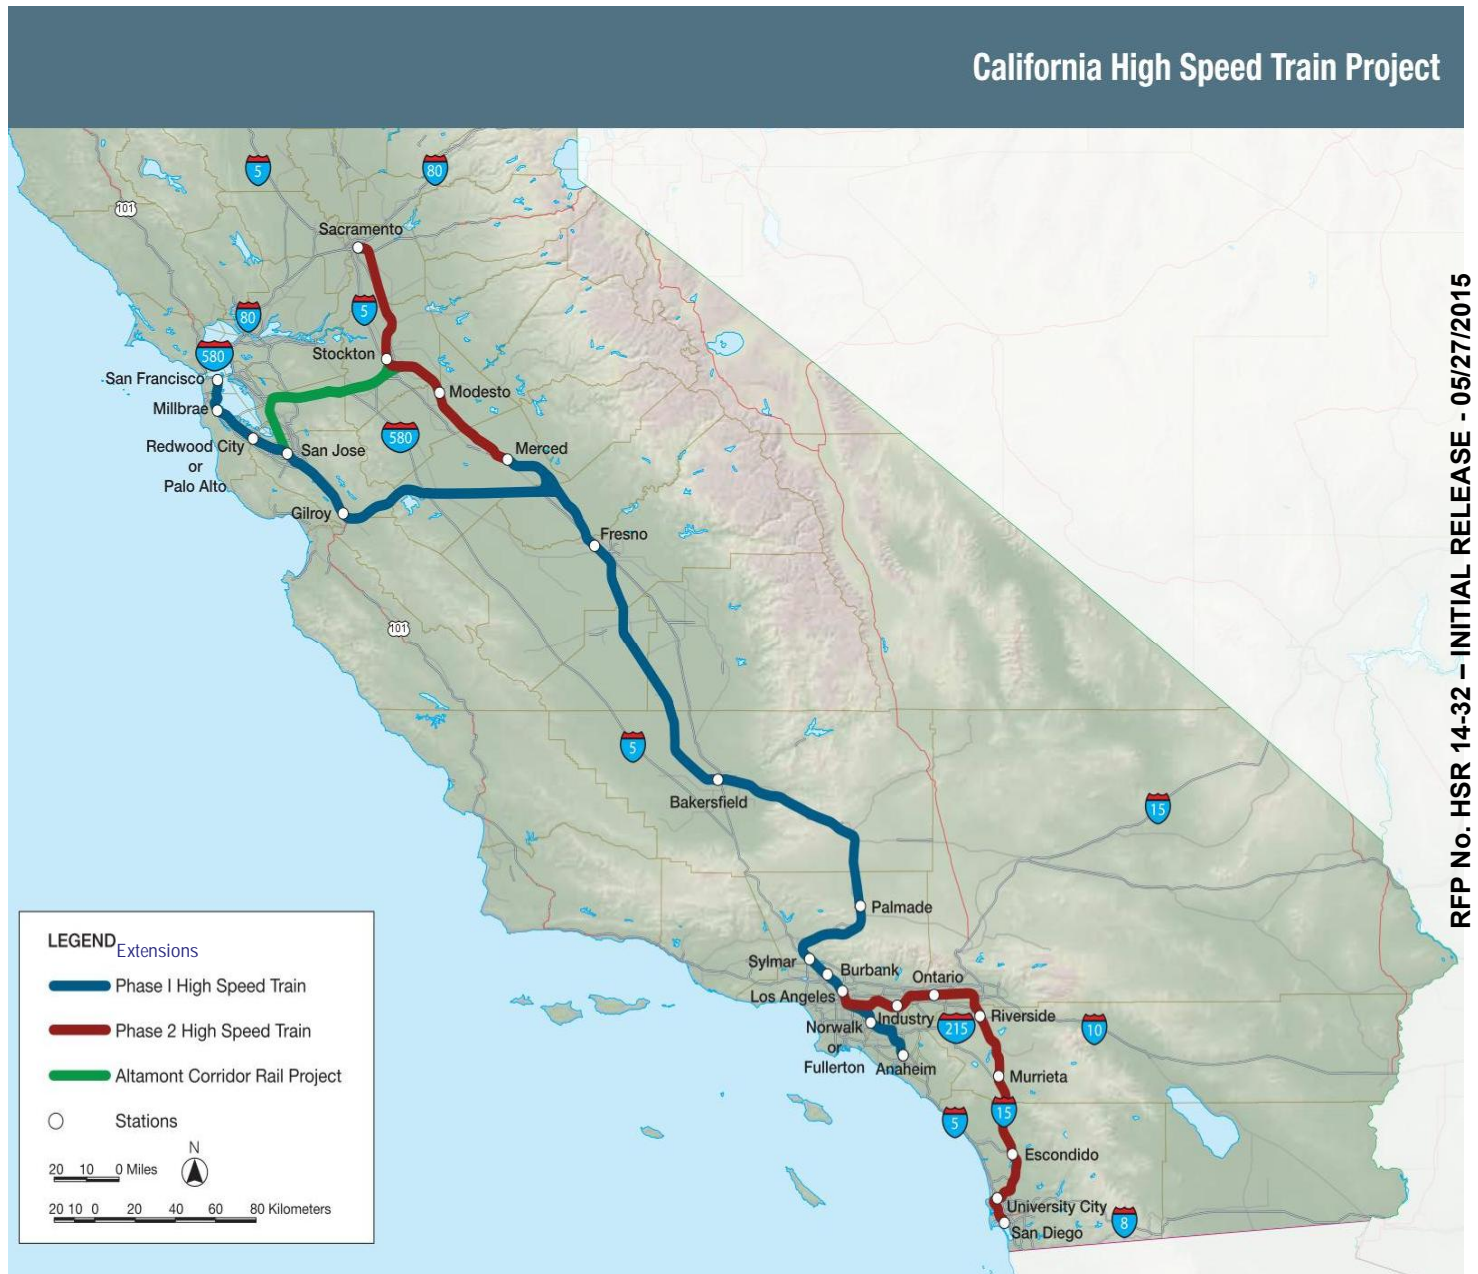 California High Speed Train Project
5
80
101
Sacramento
80
5
580
Stockton
San Francisco
Millbrae
Modesto
580
Redwood City
or
Palo Alto
San Jose
Merced
Gilroy
Fresno
101
5
Bakersfield
15
Palmade
Sylmar
Burbank
Ontario
Los Angeles
Industry
215
Riverside
10
Norwalk
or
Fullerton
Anaheim
Murrieta
5
15
Escondido
University City
San Diego
8
LEGEND
Extensions
Phase I High Speed Train
Phase 2 High Speed Train
Altamont Corridor Rail Project
Stations
N
20 10 0 Miles
20 10 0 20 40 60 80 Kilometers
RFP No. HSR 14-32 – INITIAL RELEASE - 05/27/2015